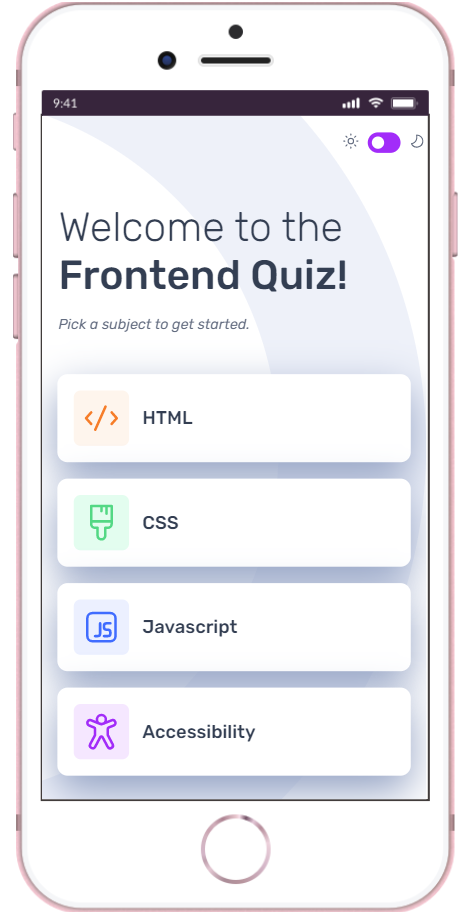 9:41
Welcome to the
Frontend Quiz!
Pick a subject to get started.
</> HTML
CSS
JS Javascript
Accessibility